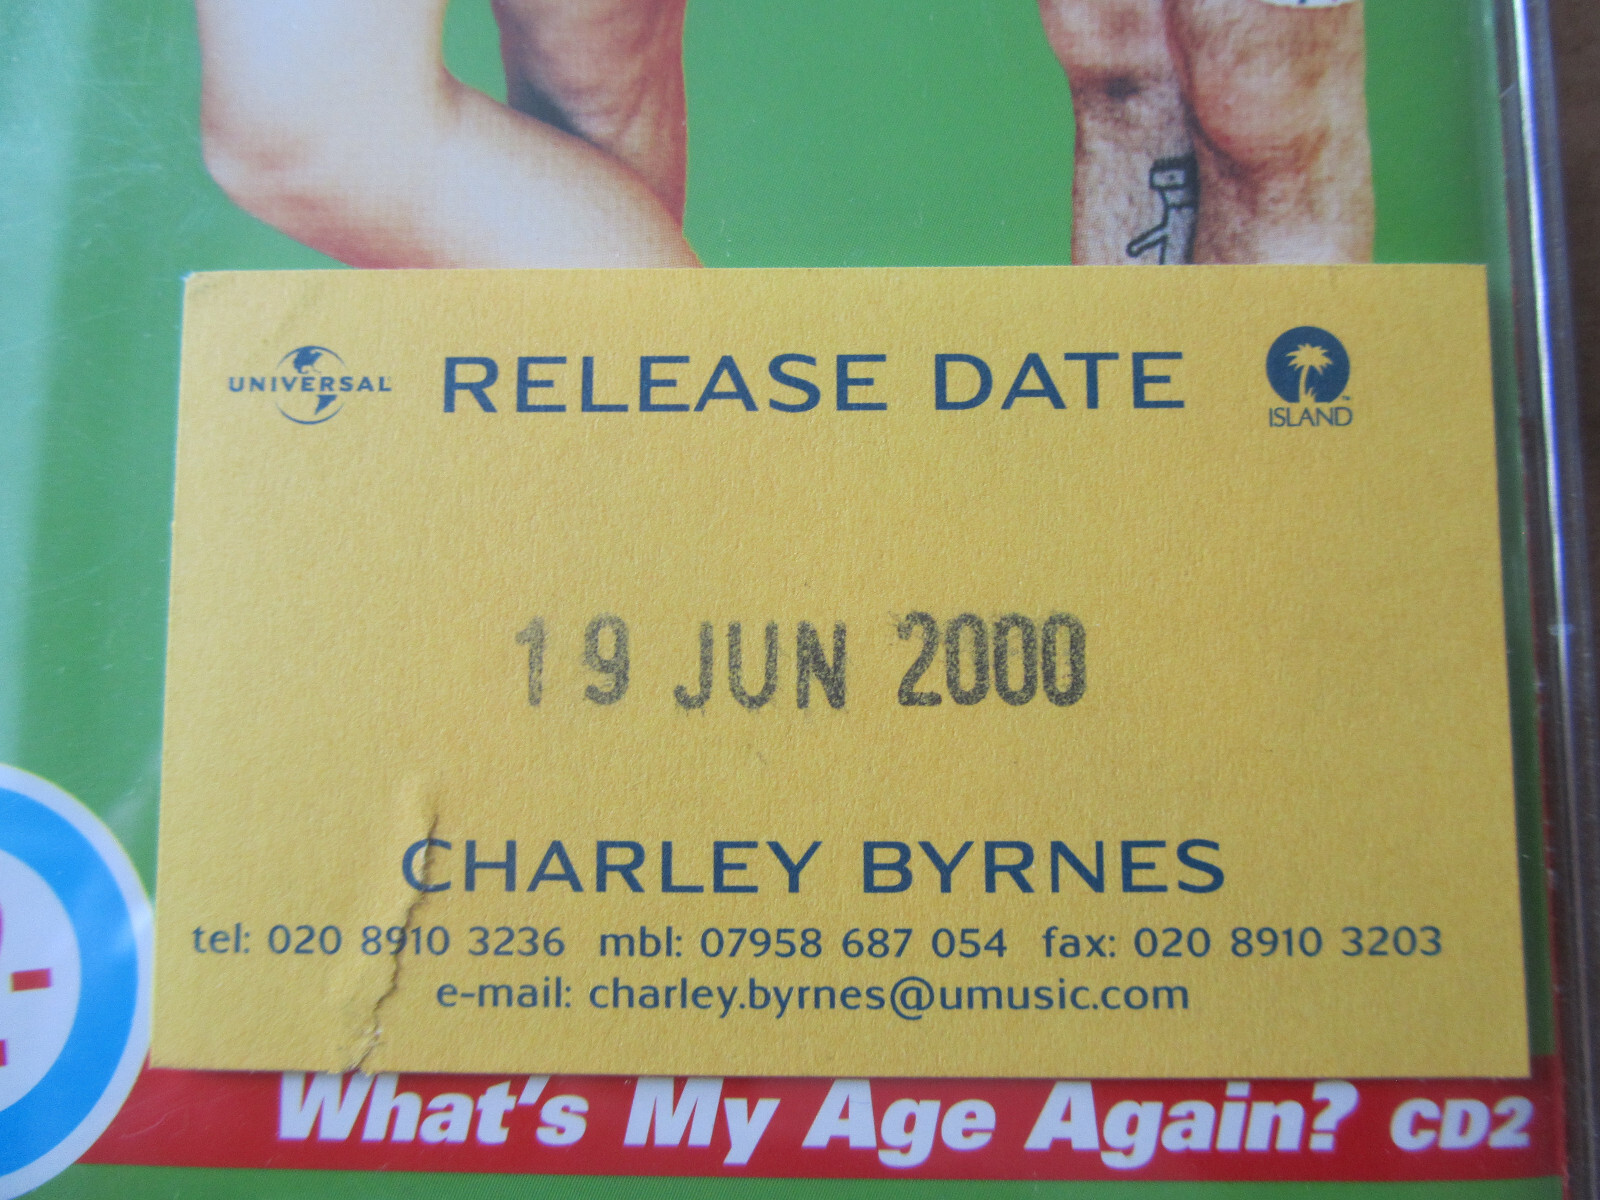 UNIVERSAL
RELEASE DATE
ISLAND
19 JUN 2000
CHARLEY BYRNES
tel: 020 8910 3236 mbl: 07958 687 054 fax: 020 8910 3203
e-mail: charley.byrnes@umusic.com
What's My Age Again? CD2